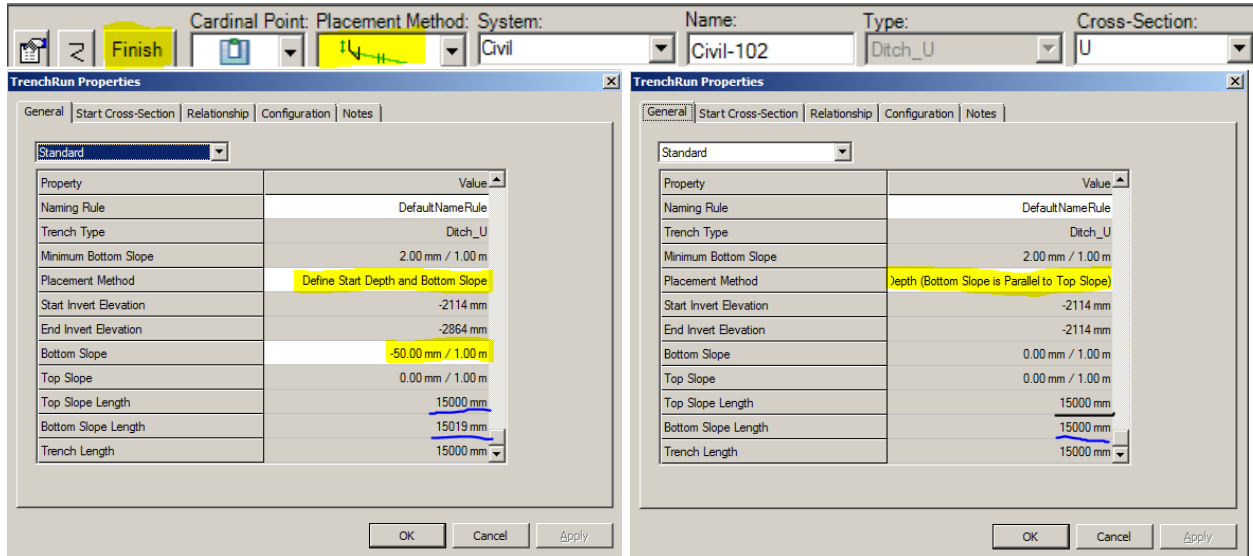 Cardinal Point: Placement Method: System: Name: Type: Cross-Section:
Finish Civil Civil-102 Ditch_U U
TrenchRun Properties
General Start Cross-Section Relationship Configuration Notes
Standard
Property Value
Naming Rule DefaultNameRule
Trench Type Ditch_U
Minimum Bottom Slope 2.00 mm / 1.00 m
Placement Method Define Start Depth and Bottom Slope
Start Invert Elevation -2114 mm
End Invert Elevation -2864 mm
Bottom Slope -50.00 mm / 1.00 m
Top Slope 0.00 mm / 1.00 m
Top Slope Length 15000 mm
Bottom Slope Length 15019 mm
Trench Length 15000 mm
OK Cancel Apply
TrenchRun Properties
General Start Cross-Section Relationship Configuration Notes
Standard
Property Value
Naming Rule DefaultNameRule
Trench Type Ditch_U
Minimum Bottom Slope 2.00 mm / 1.00 m
Placement Method Depth (Bottom Slope is Parallel to Top Slope)
Start Invert Elevation -2114 mm
End Invert Elevation -2114 mm
Bottom Slope 0.00 mm / 1.00 m
Top Slope 0.00 mm / 1.00 m
Top Slope Length 15000 mm
Bottom Slope Length 15000 mm
Trench Length 15000 mm
OK Cancel Apply